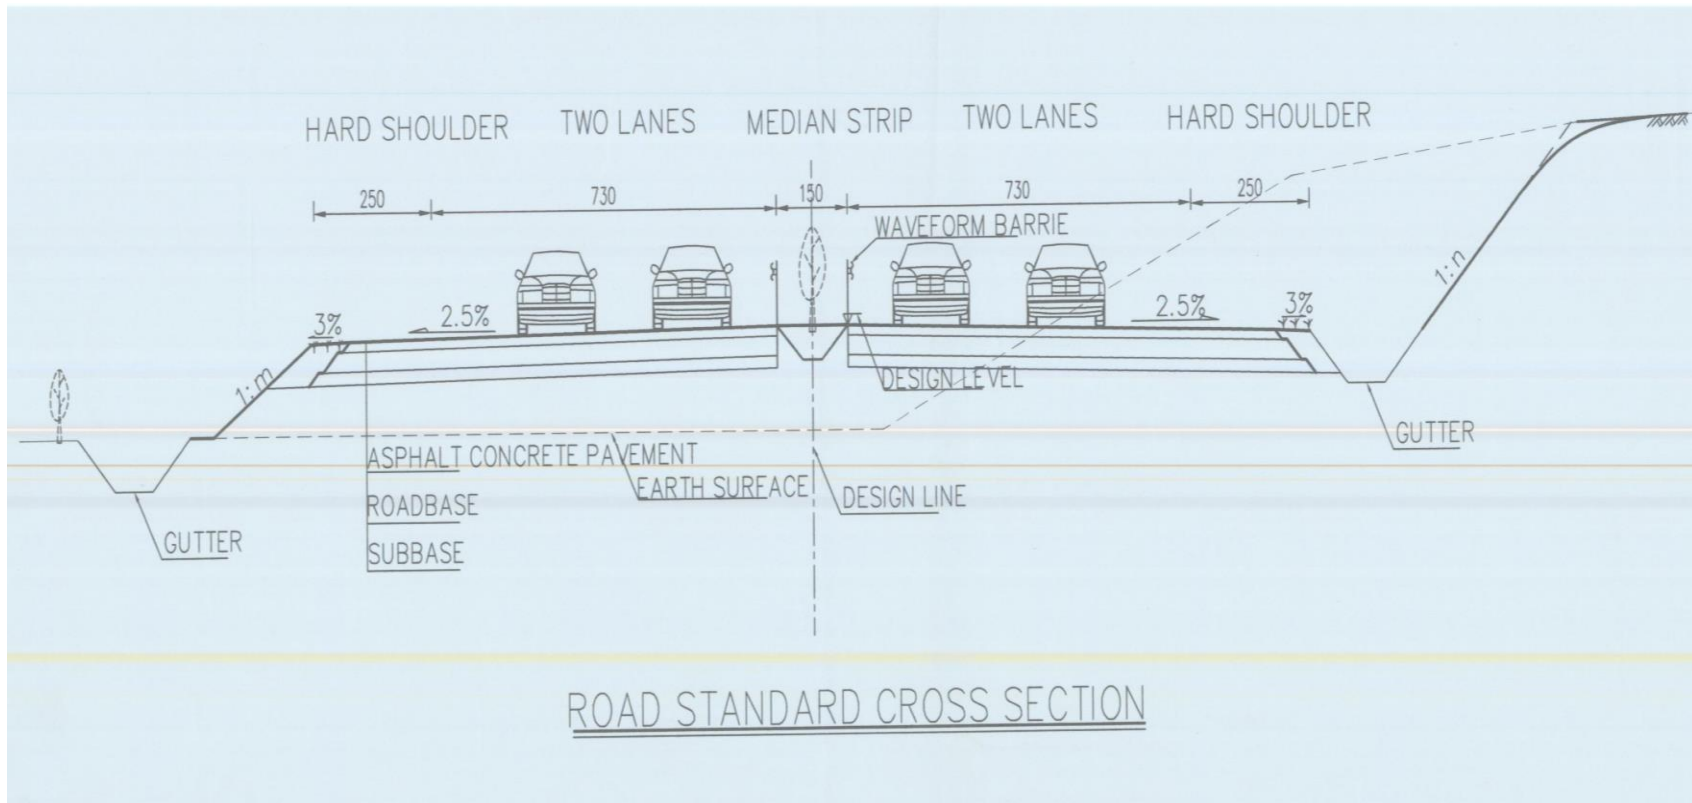 HARD SHOULDER
TWO LANES
MEDIAN STRIP
TWO LANES
HARD SHOULDER
250
730
150
730
250
WAVEFORM BARRIE
3%
2.5%
2.5%
3%
1:n
1:m
DESIGN LEVEL
GUTTER
ASPHALT CONCRETE PAVEMENT
EARTH SURFACE
DESIGN LINE
ROADBASE
GUTTER
SUBBASE
ROAD STANDARD CROSS SECTION